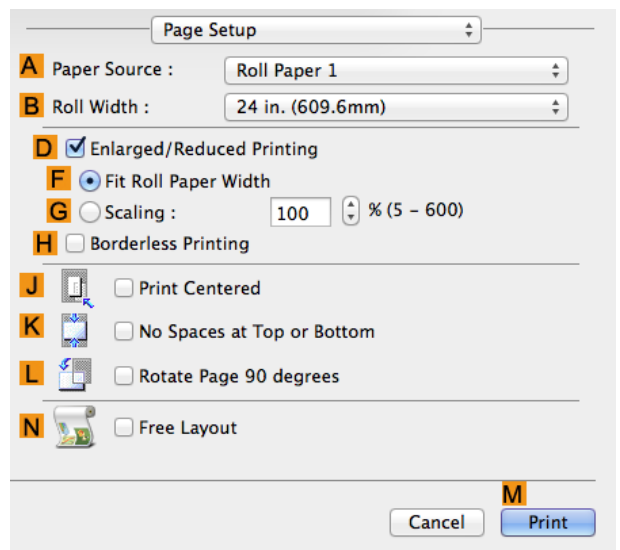 Page Setup
A Paper Source : Roll Paper 1
B Roll Width : 24 in. (609.6mm)
D Enlarged/Reduced Printing
F Fit Roll Paper Width
G Scaling : 100 % (5 – 600)
H Borderless Printing
J Print Centered
K No Spaces at Top or Bottom
L Rotate Page 90 degrees
N Free Layout
M
Cancel Print